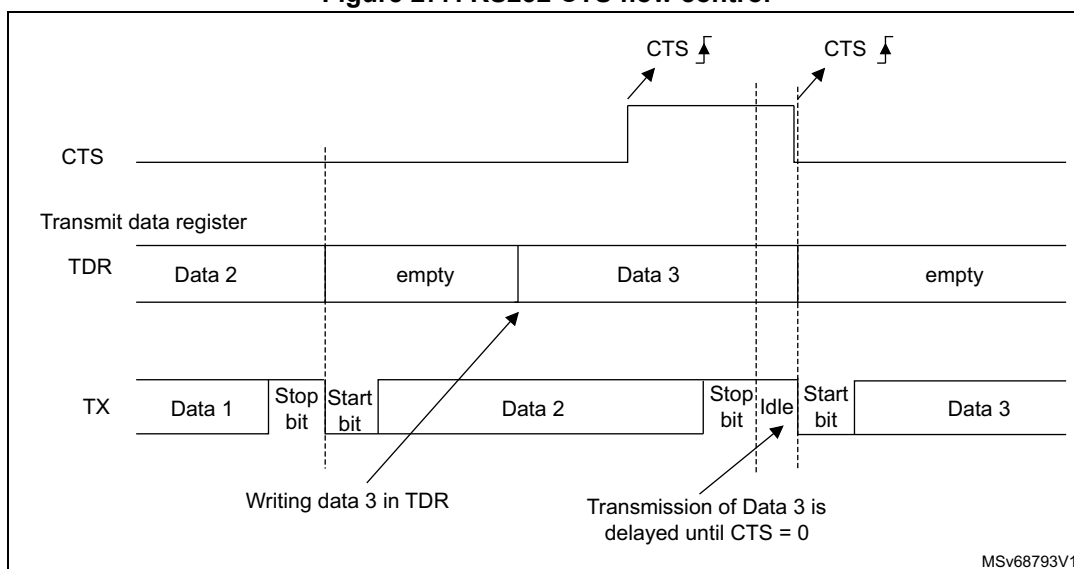 Figure RS232 CTS flow control
CTS CTS
CTS
Transmit data register
TDR Data 2 empty Data 3 empty
TX Data 1 Stop bit Start bit Data 2 Stop bit Idle Start bit Data 3
Writing data 3 in TDR
Transmission of Data 3 is
delayed until CTS = 0
MSv68793V1